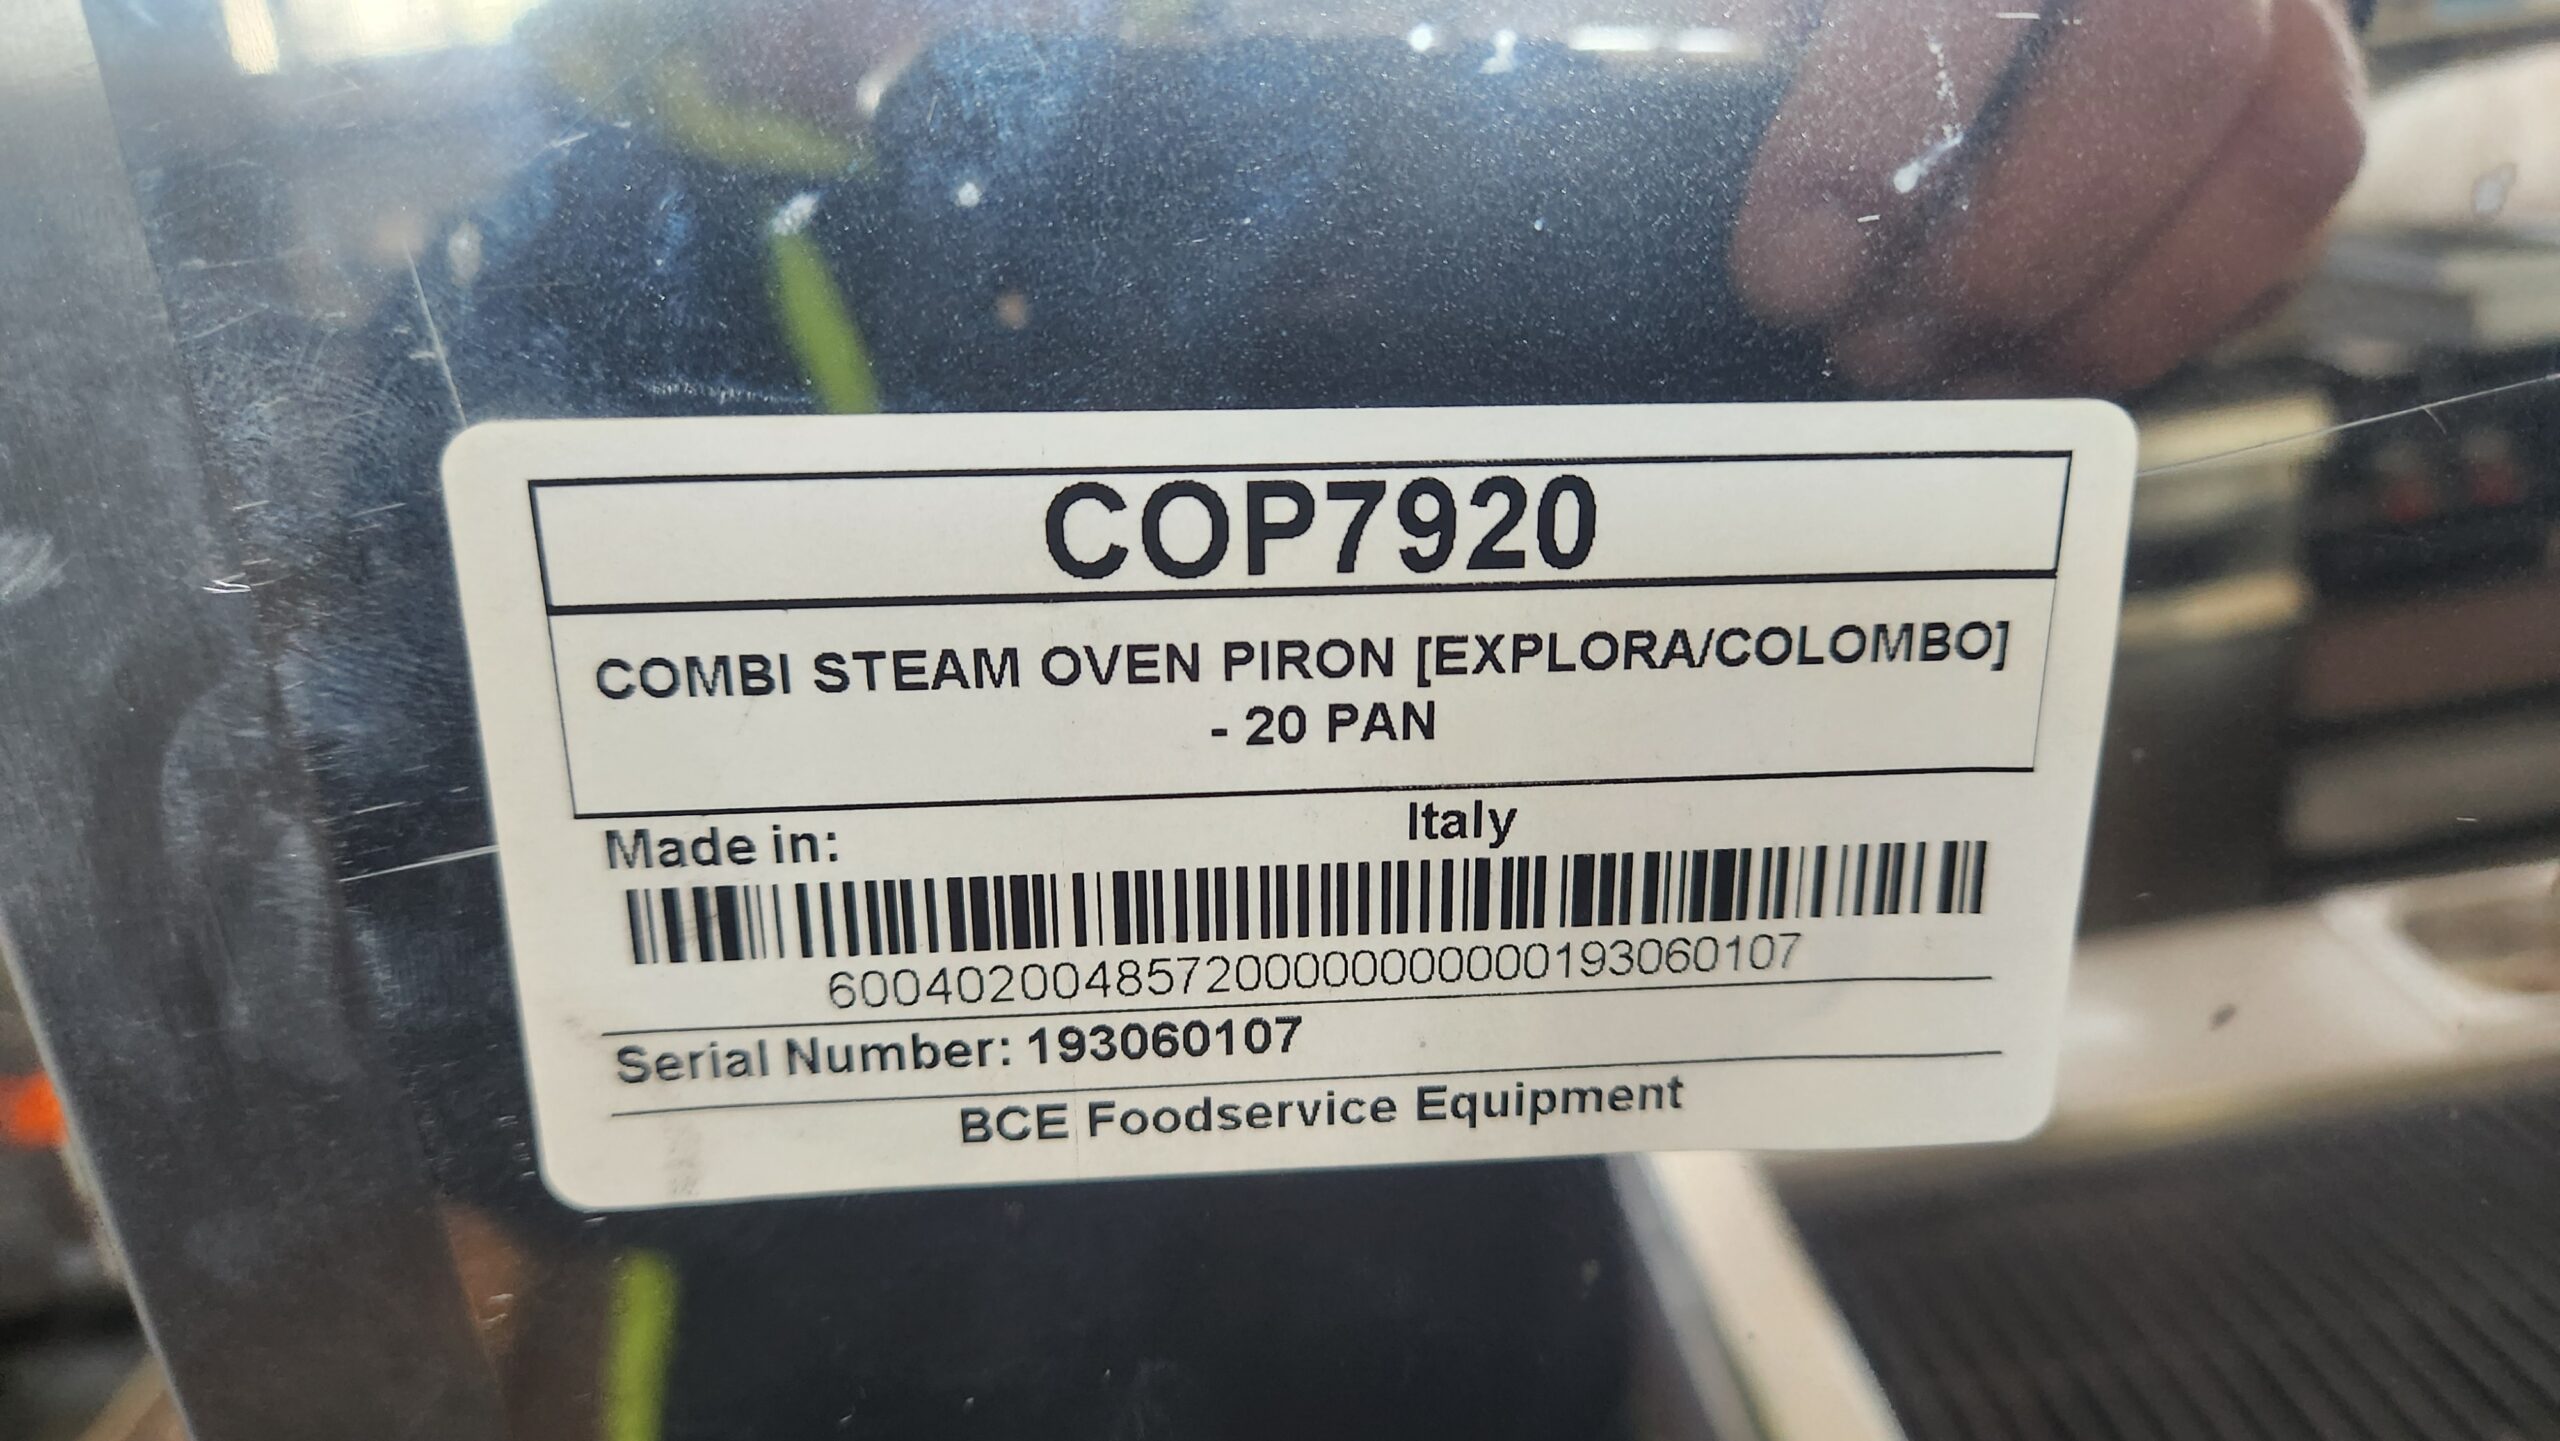 COP7920
COMBI STEAM OVEN PIRON [EXPLORA/COLOMBO]
- 20 PAN
Made in: Italy
6004020048572000000000000193060107
Serial Number: 193060107
BCE Foodservice Equipment